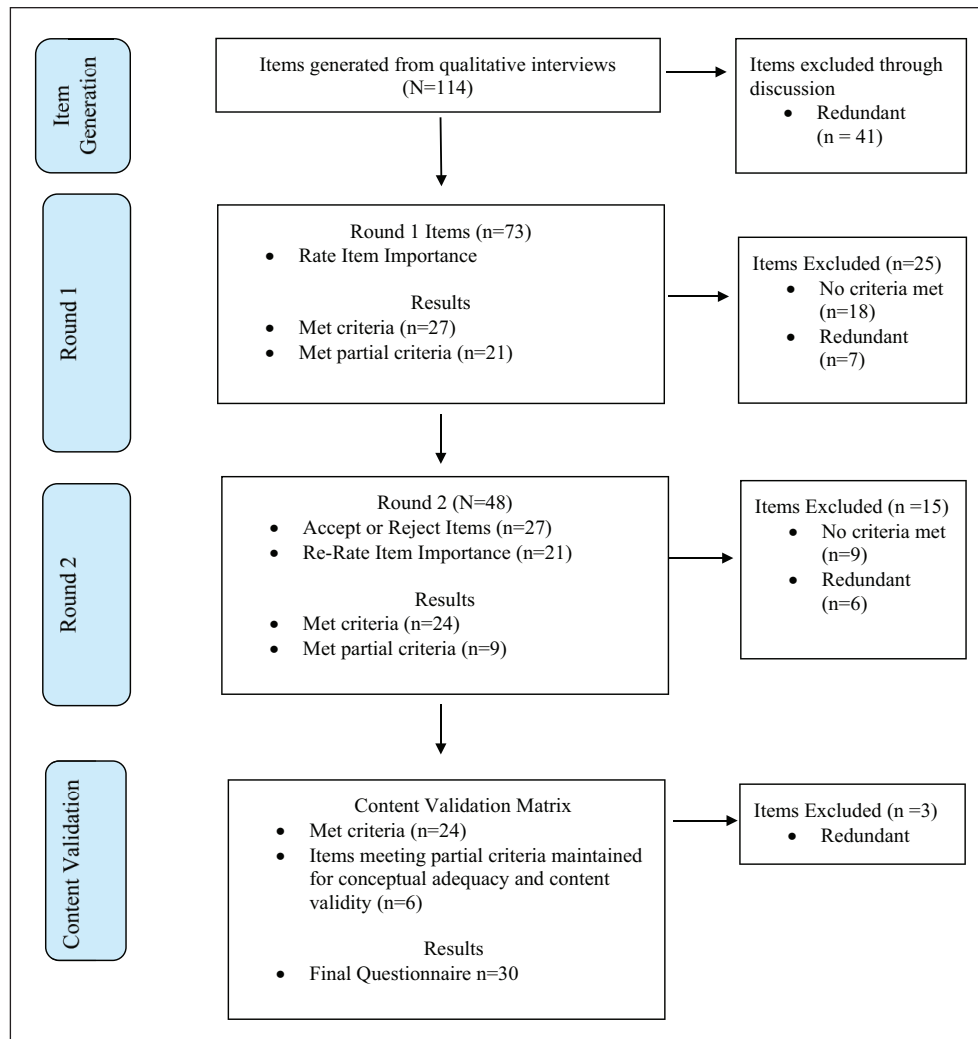 Item
Generation
Items generated from qualitative interviews
(N=114)
Items excluded through
discussion
• Redundant
(n = 41)
Round 1
Round 1 Items (n=73)
• Rate Item Importance
Results
• Met criteria (n=27)
• Met partial criteria (n=21)
Items Excluded (n=25)
• No criteria met
(n=18)
• Redundant
(n=7)
Round 2
Round 2 (N=48)
• Accept or Reject Items (n=27)
• Re-Rate Item Importance (n=21)
Results
• Met criteria (n=24)
• Met partial criteria (n=9)
Items Excluded (n =15)
• No criteria met
(n=9)
• Redundant
(n=6)
Content Validation
Content Validation Matrix
• Met criteria (n=24)
• Items meeting partial criteria maintained
for conceptual adequacy and content
validity (n=6)
Results
• Final Questionnaire n=30
Items Excluded (n =3)
• Redundant